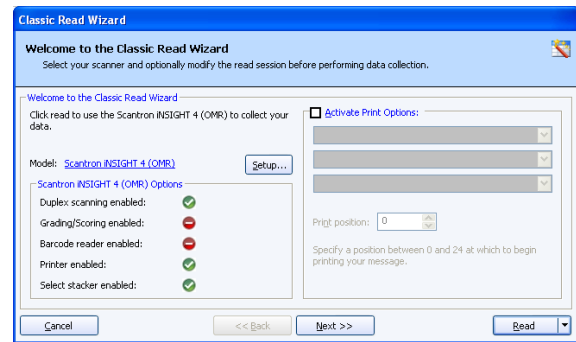 Classic Read Wizard
Welcome to the Classic Read Wizard
Select your scanner and optionally modify the read session before performing data collection.
Welcome to the Classic Read Wizard
Click read to use the Scantron iNSIGHT 4 (OMR) to collect your
data.
Model: Scantron iNSIGHT 4 (OMR)
Setup...
Scantron iNSIGHT 4 (OMR) Options
Duplex scanning enabled:
Grading/Scoring enabled:
Barcode reader enabled:
Printer enabled:
Select stacker enabled:
Activate Print Options:
Print position: 0
Specify a position between 0 and 24 at which to begin
printing your message.
Cancel
<< Back
Next >>
Read